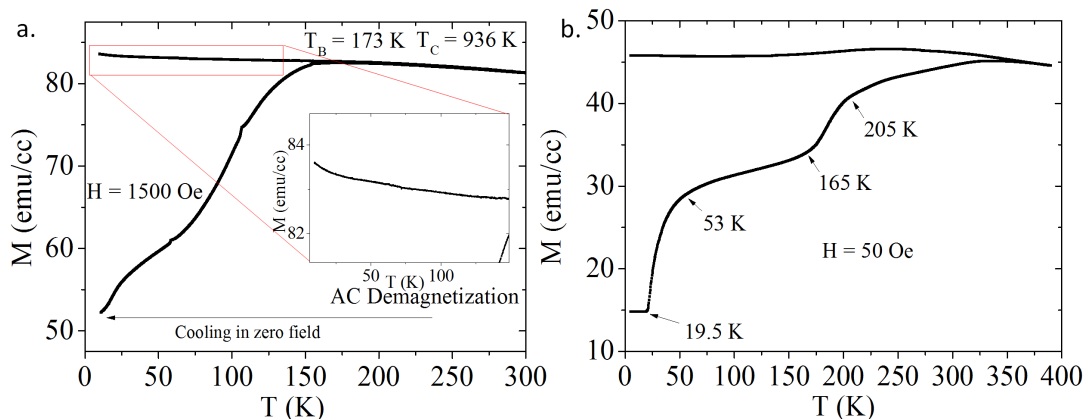 a.
T_B = 173 K T_C = 936 K
80
70
60
50
M (emu/cc)
H = 1500 Oe
84
82
M (emu/cc)
50
100
T (K)
AC Demagnetization
Cooling in zero field
0
50
100
150
200
250
300
T (K)
b.
50
40
30
20
10
M (emu/cc)
205 K
165 K
53 K
H = 50 Oe
19.5 K
0
50
100
150
200
250
300
350
400
T (K)